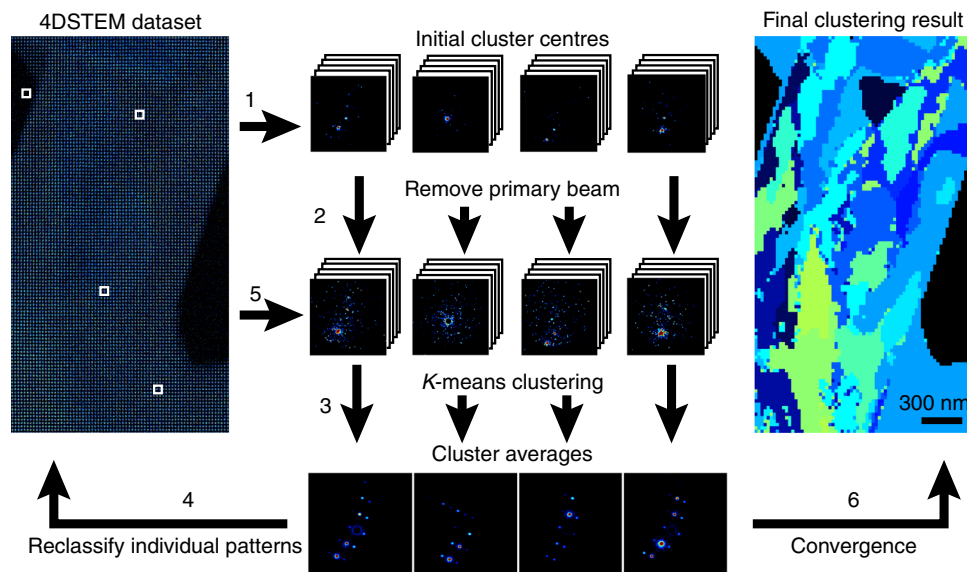 4DSTEM dataset
Initial cluster centres
Final clustering result
1
Remove primary beam
2
5
K-means clustering
3
300 nm
Cluster averages
4
6
Reclassify individual patterns
Convergence